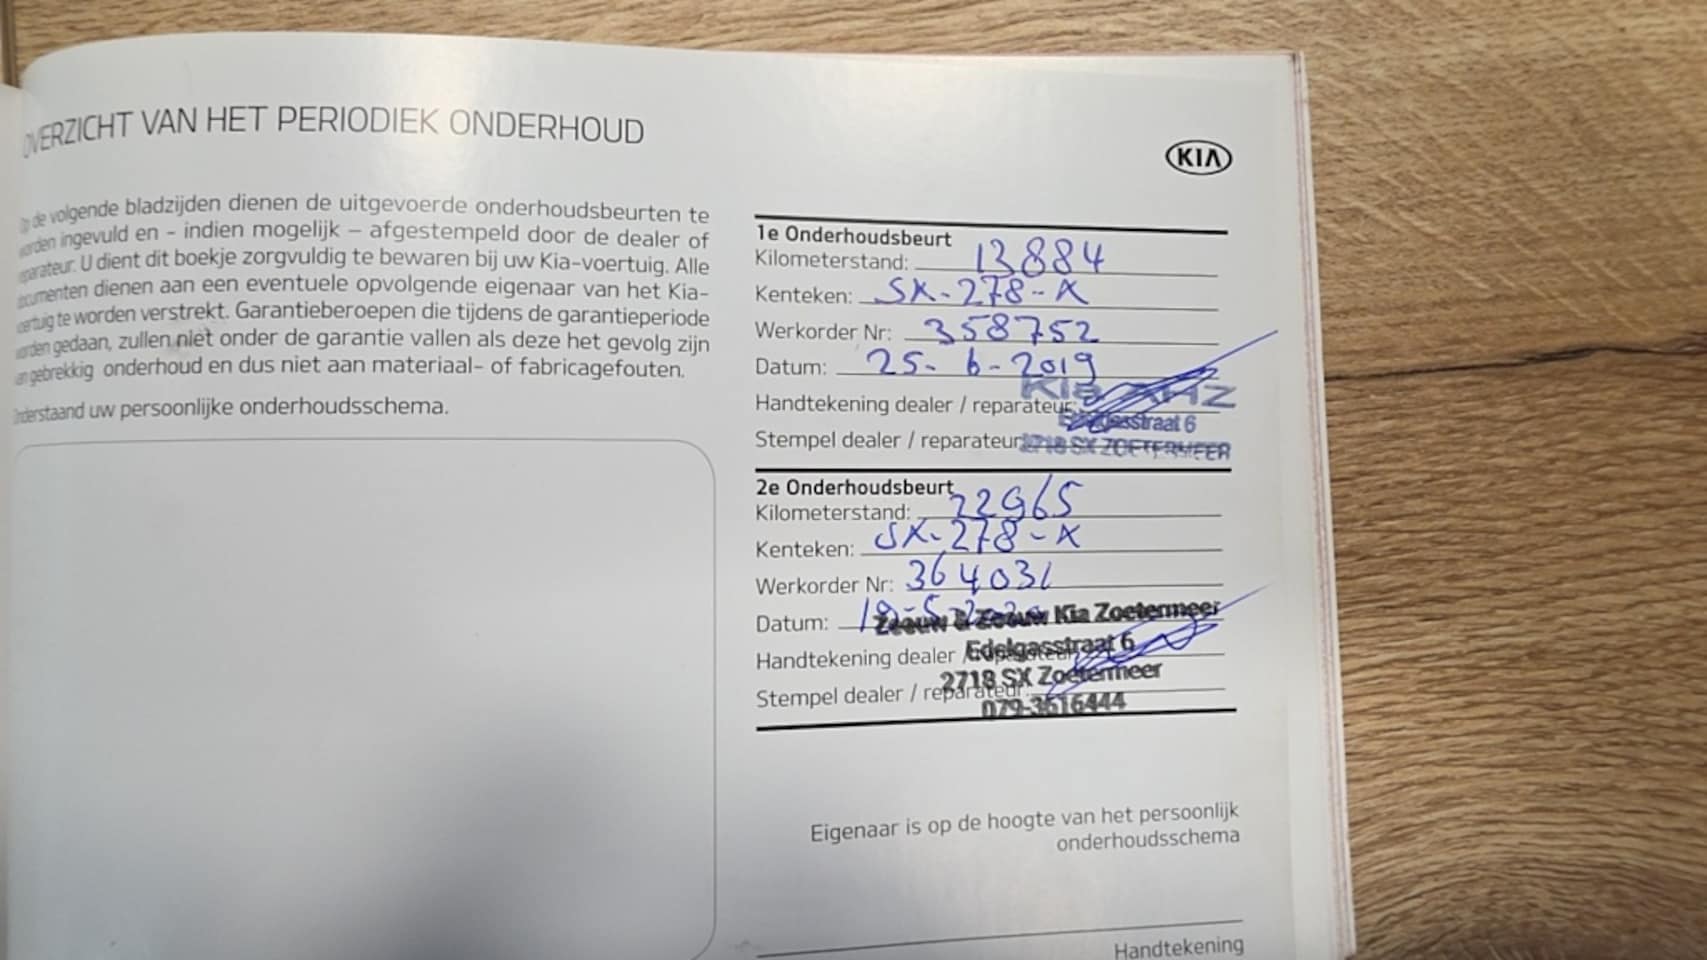 OVERZICHT VAN HET PERIODIEK ONDERHOUD
KIA
Op de volgende bladzijden dienen de uitgevoerde onderhoudsbeurten te
worden ingevuld en - indien mogelijk – afgestempeld door de dealer of
reparateur. U dient dit boekje zorgvuldig te bewaren bij uw Kia-voertuig. Alle
documenten dienen aan een eventuele opvolgende eigenaar van het Kia-
voertuig te worden verstrekt. Garantieberoepen die tijdens de garantieperiode
worden gedaan, zullen niet onder de garantie vallen als deze het gevolg zijn
van gebrekkig onderhoud en dus niet aan materiaal- of fabricagefouten.
Onderstaand uw persoonlijke onderhoudsschema.
1e Onderhoudsbeurt
Kilometerstand: 13884
Kenteken: SX-278-X
Werkorder Nr: 358752
Datum: 25-6-2019
Kia AHZ
Handtekening dealer / reparateur:
Edelgasstraat 6
Stempel dealer / reparateur:
2718 SX ZOETERMEER
2e Onderhoudsbeurt
Kilometerstand: 22965
Kenteken: SX-278-X
Werkorder Nr: 364031
Datum:
Zeeuw & Zeeuw Kia Zoetermeer
Edelgasstraat 6
Handtekening dealer / reparateur:
2718 SX Zoetermeer
Stempel dealer / reparateur:
079-3616444
Eigenaar is op de hoogte van het persoonlijk
onderhoudsschema
Handtekening